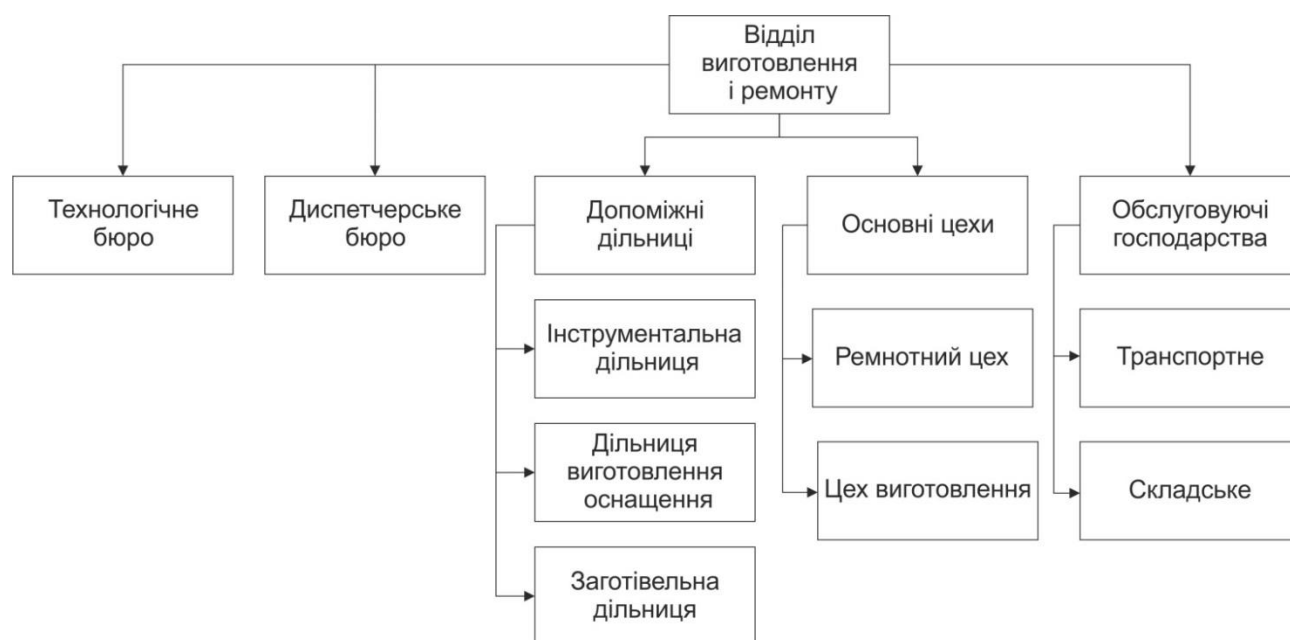 Відділ
виготовлення
і ремонту
Технологічне
бюро
Диспетчерське
бюро
Допоміжні
дільниці
Основні цехи
Обслуговуючі
господарства
Інструментальна
дільниця
Ремнотний цех
Транспортне
Дільниця
виготовлення
оснащення
Цех виготовлення
Складське
Заготівельна
дільниця